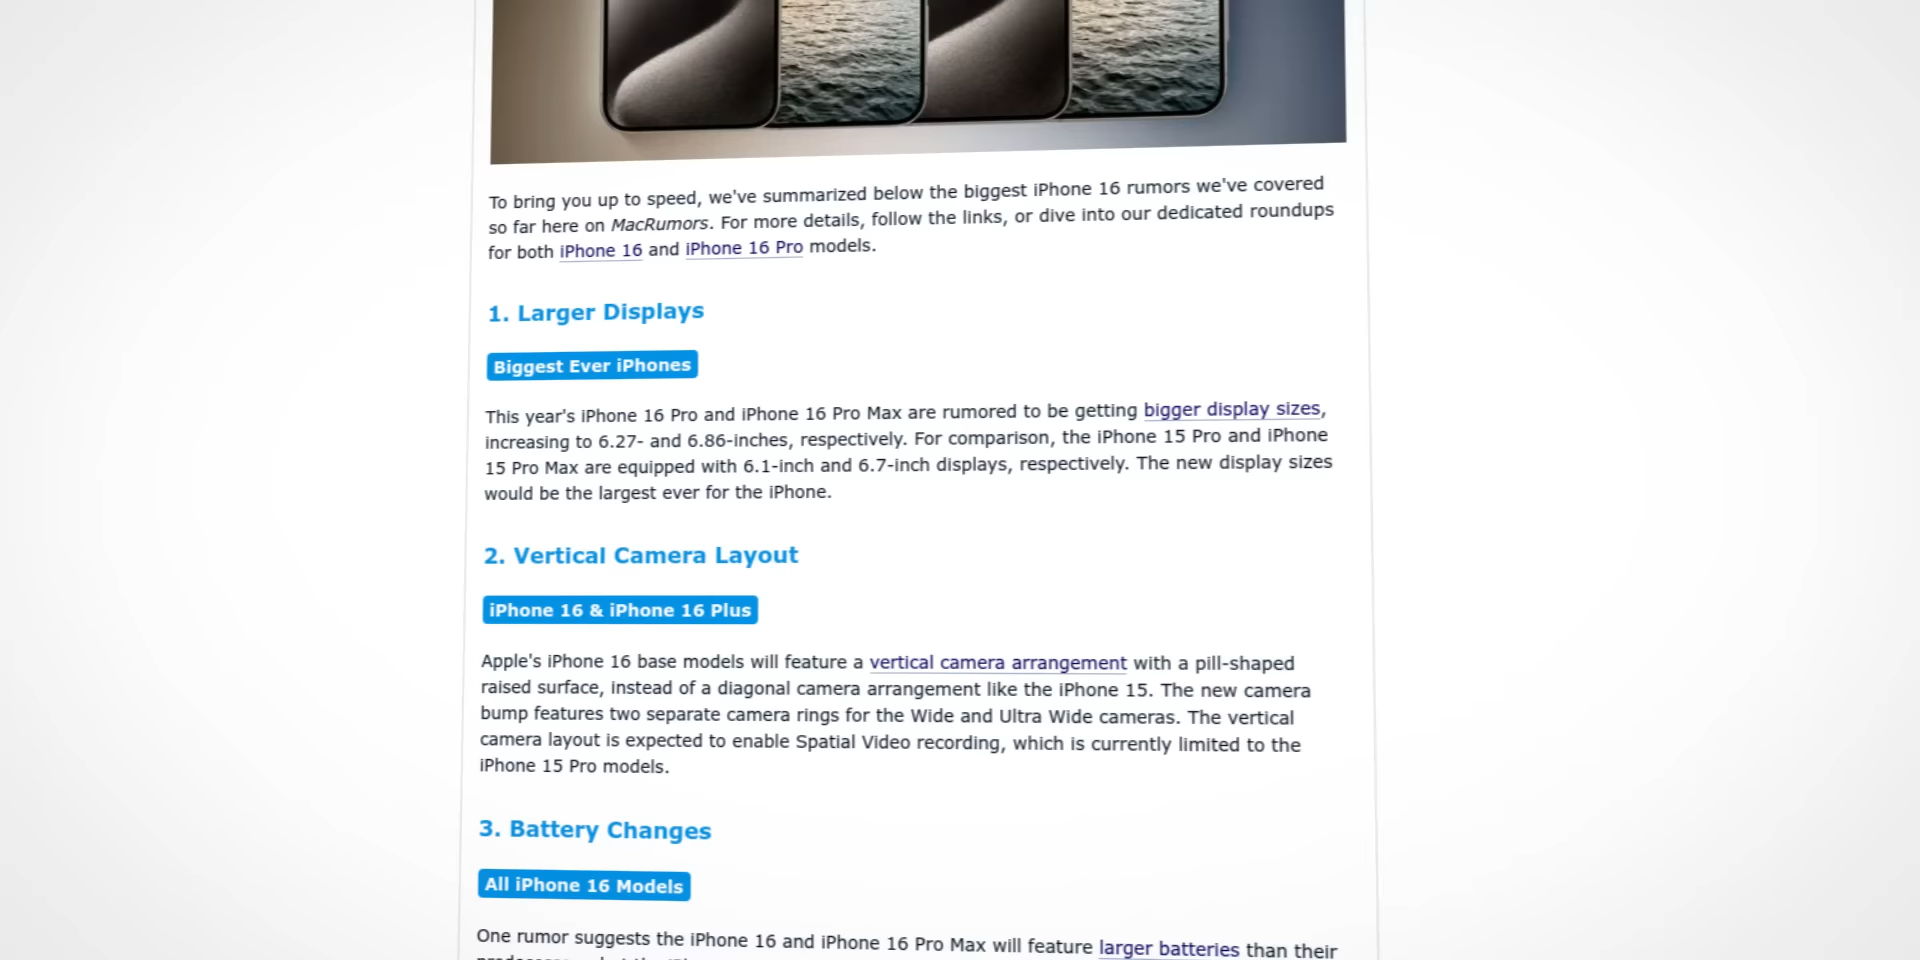 To bring you up to speed, we've summarized below the biggest iPhone 16 rumors we've covered
so far here on MacRumors. For more details, follow the links, or dive into our dedicated roundups
for both iPhone 16 and iPhone 16 Pro models.
1. Larger Displays
Biggest Ever iPhones
This year's iPhone 16 Pro and iPhone 16 Pro Max are rumored to be getting bigger display sizes,
increasing to 6.27- and 6.86-inches, respectively. For comparison, the iPhone 15 Pro and iPhone
15 Pro Max are equipped with 6.1-inch and 6.7-inch displays, respectively. The new display sizes
would be the largest ever for the iPhone.
2. Vertical Camera Layout
iPhone 16 & iPhone 16 Plus
Apple's iPhone 16 base models will feature a vertical camera arrangement with a pill-shaped
raised surface, instead of a diagonal camera arrangement like the iPhone 15. The new camera
bump features two separate camera rings for the Wide and Ultra Wide cameras. The vertical
camera layout is expected to enable Spatial Video recording, which is currently limited to the
iPhone 15 Pro models.
3. Battery Changes
All iPhone 16 Models
One rumor suggests the iPhone 16 and iPhone 16 Pro Max will feature larger batteries than their